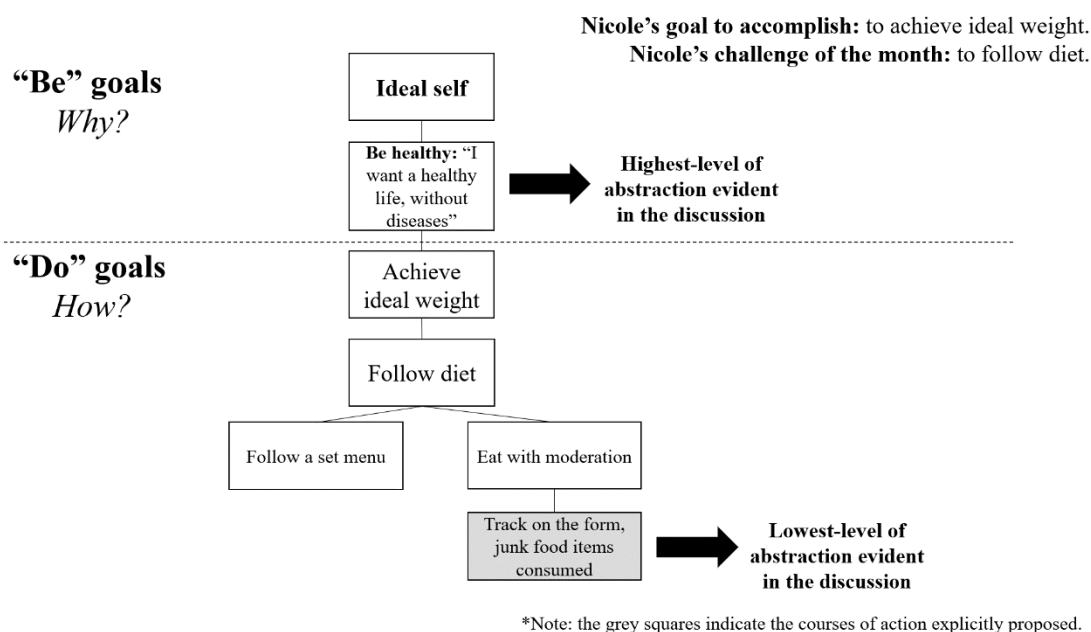 Nicole’s goal to accomplish: to achieve ideal weight.
Nicole’s challenge of the month: to follow diet.
“Be” goals
Why?
Ideal self
Be healthy: “I
want a healthy
life, without
diseases”
Highest-level of
abstraction evident
in the discussion
“Do” goals
How?
Achieve
ideal weight
Follow diet
Follow a set menu
Eat with moderation
Track on the form,
junk food items
consumed
Lowest-level of
abstraction evident
in the discussion
*Note: the grey squares indicate the courses of action explicitly proposed.